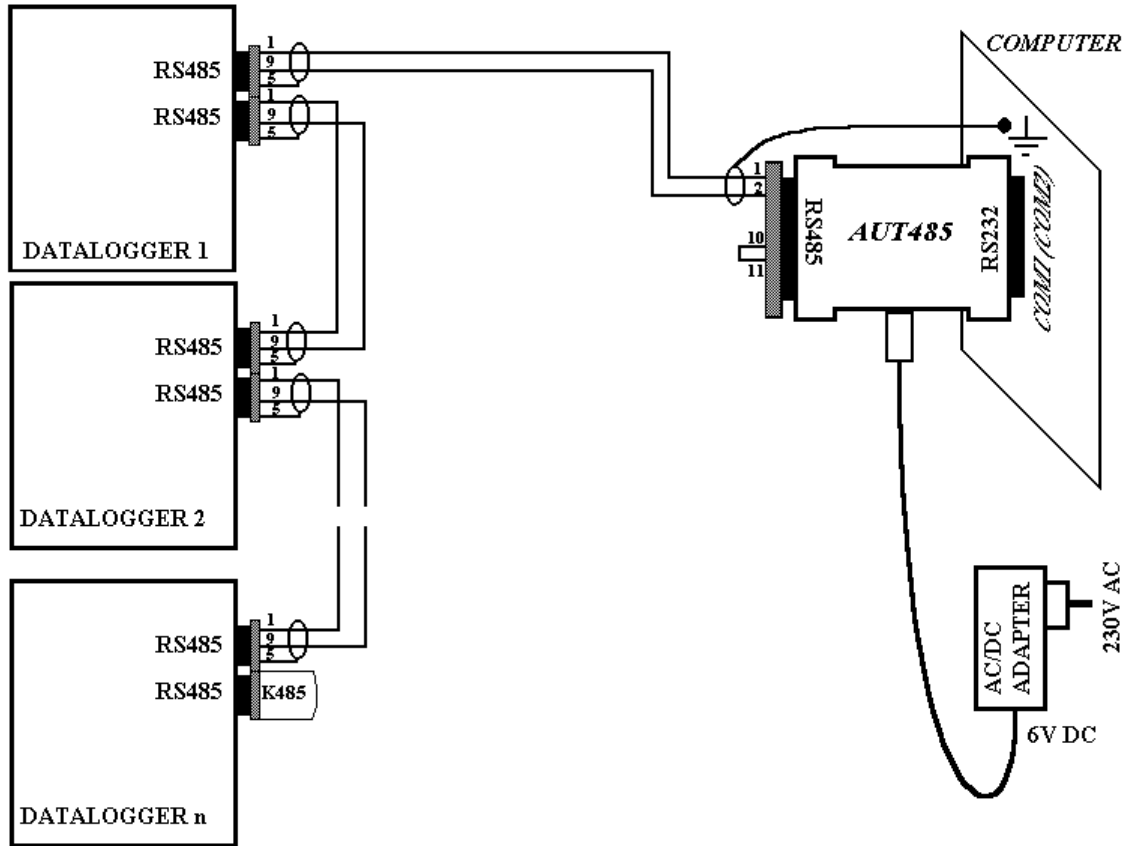 1
9
5
RS485
1
9
5
RS485
DATALOGGER 1
COMPUTER
1
2
10
11
RS485
AUT485
RS232
COM1(COM2)
1
9
5
RS485
1
9
5
RS485
DATALOGGER 2
1
9
5
RS485
RS485
K485
DATALOGGER n
AC/DC
ADAPTER
230V AC
6V DC